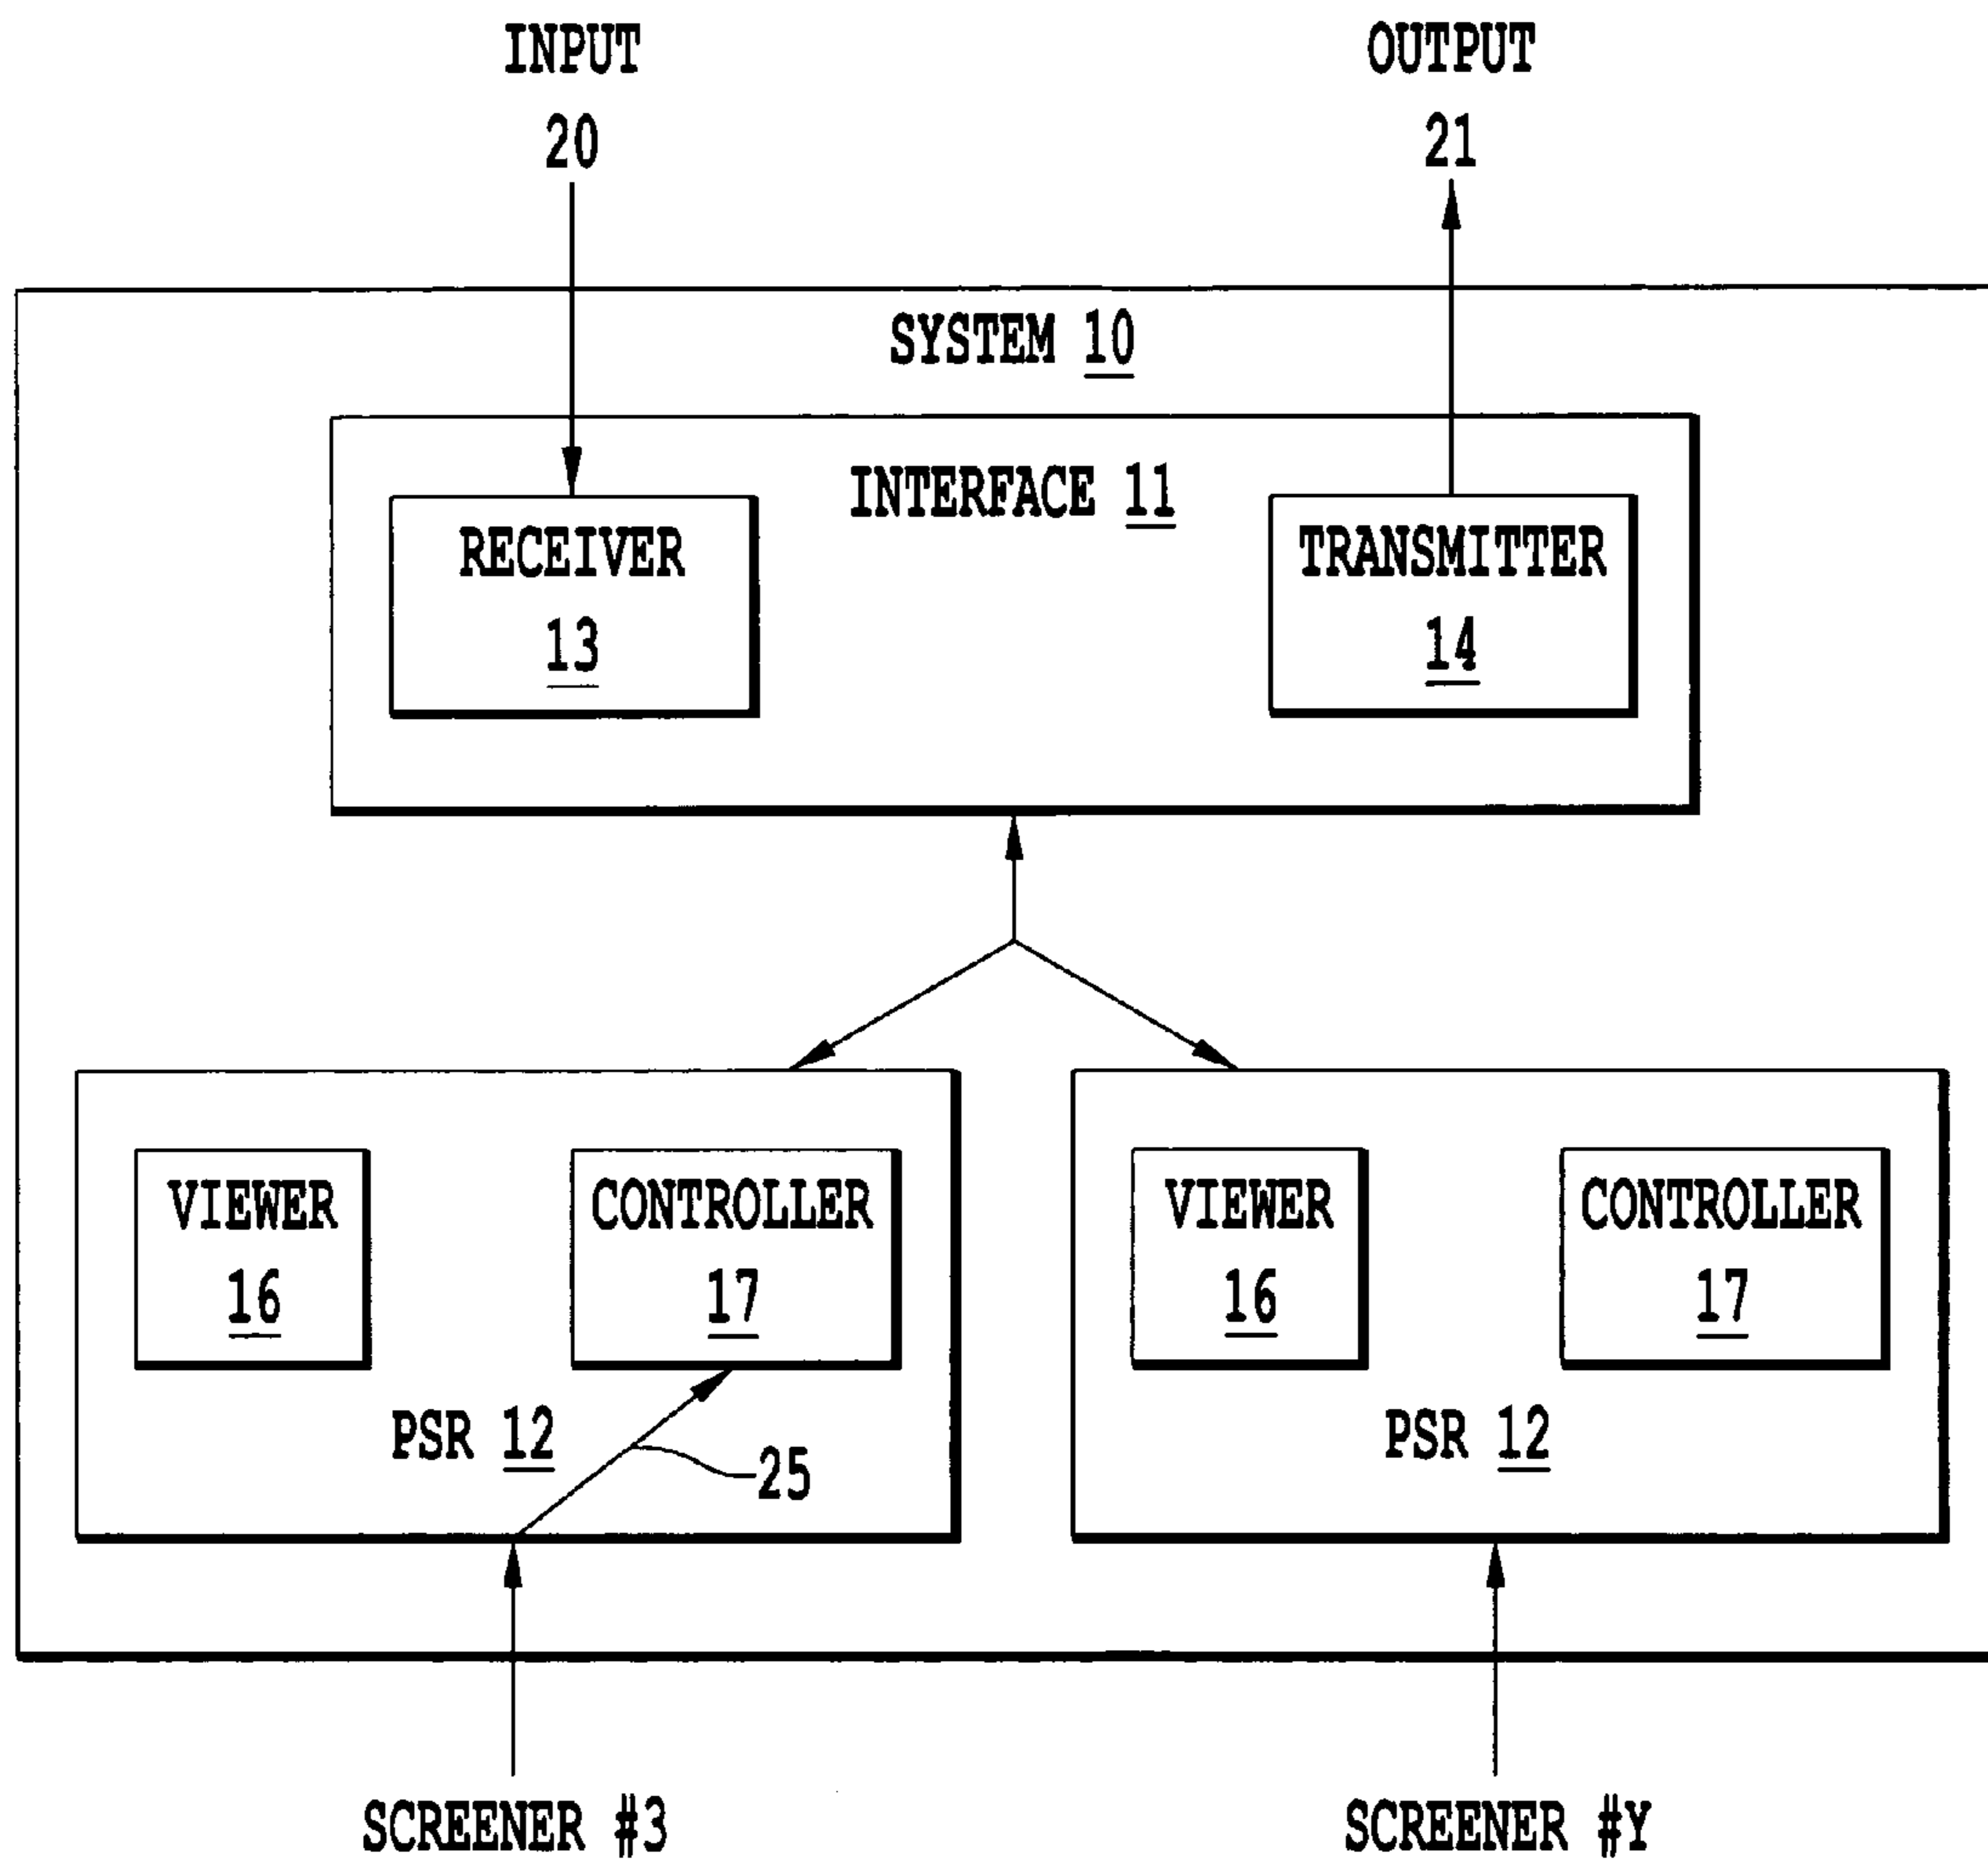 INPUT
20
OUTPUT
21
SYSTEM 10
INTERFACE 11
RECEIVER
13
TRANSMITTER
14
VIEWER
16
CONTROLLER
17
PSR 12
25
VIEWER
16
CONTROLLER
17
PSR 12
SCREENER #3
SCREENER #Y